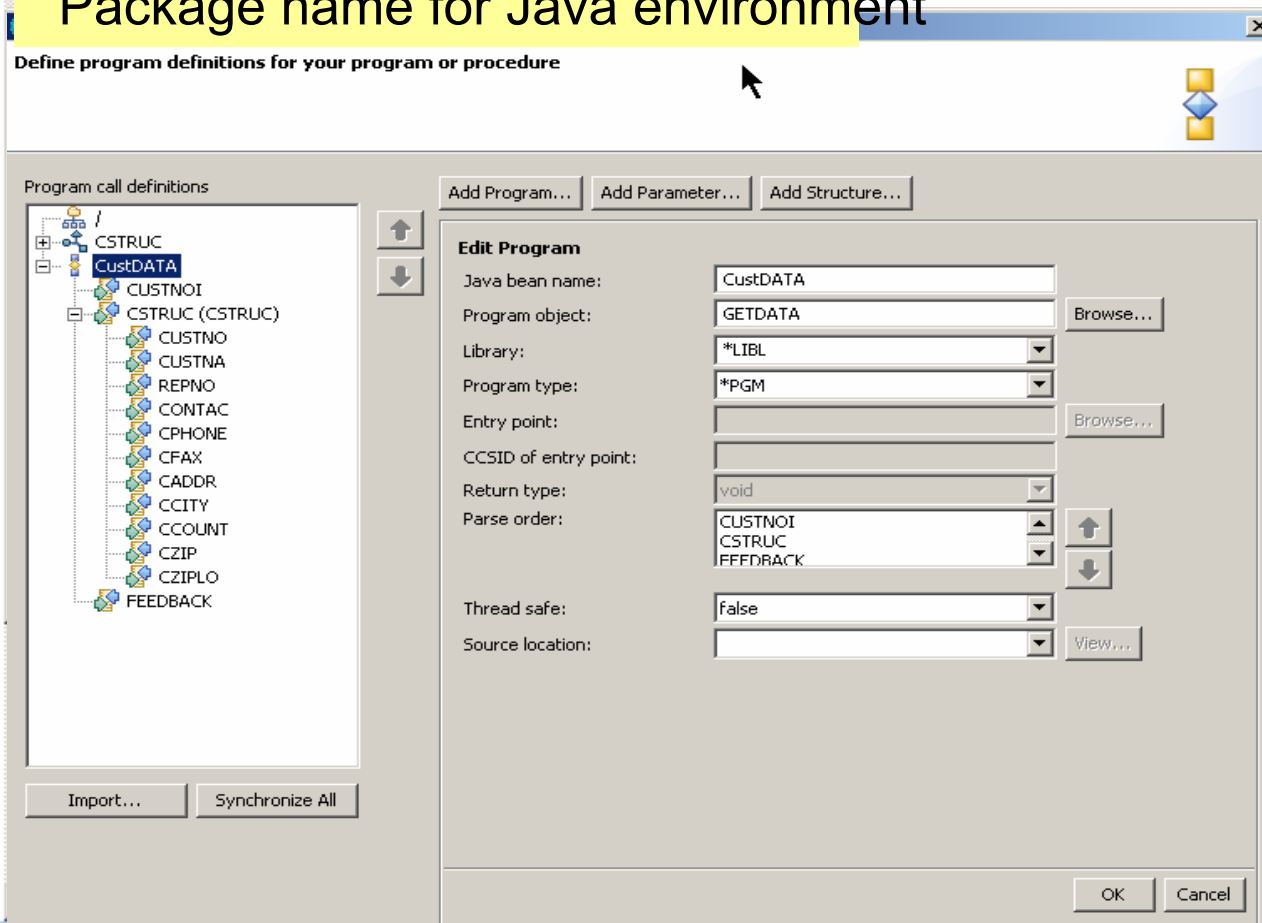 Package name for Java environment
Define program definitions for your program or procedure
Program call definitions
/
CSTRUC
CustDATA
CUSTNOI
CSTRUC (CSTRUC)
CUSTNO
CUSTNA
REPNO
CONTAC
CPHONE
CFAX
CADDR
CCITY
CCOUNT
CZIP
CZIPLO
FEEDBACK
Import... Synchronize All
Add Program... Add Parameter... Add Structure...
Edit Program
Java bean name: CustDATA
Program object: GETDATA Browse...
Library: *LIBL
Program type: *PGM
Entry point: Browse...
CCSID of entry point:
Return type: void
Parse order: CUSTNOI
CSTRUC
FEEDBACK
Thread safe: false
Source location: View...
OK Cancel